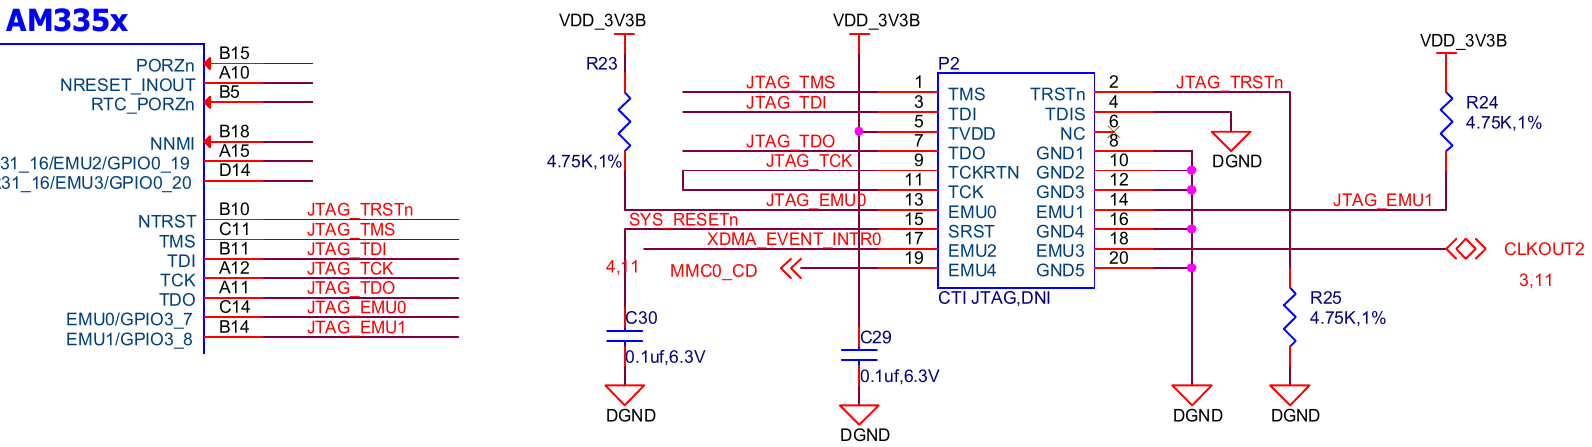 AM335x
PORZn B15
NRESET_INOUT A10
RTC_PORZn B5
NNMI B18
31_16/EMU2/GPIO0_19 A15
31_16/EMU3/GPIO0_20 D14
NTRST B10 JTAG_TRSTn
TMS C11 JTAG_TMS
TDI B11 JTAG_TDI
TCK A12 JTAG_TCK
TDO A11 JTAG_TDO
EMU0/GPIO3_7 C14 JTAG_EMU0
EMU1/GPIO3_8 B14 JTAG_EMU1
VDD_3V3B
R23
4.75K,1%
VDD_3V3B
P2
JTAG_TMS 1 TMS TRSTn 2 JTAG_TRSTn
JTAG_TDI 3 TDI TDIS 4
5 TVDD NC 6
JTAG_TDO 7 TDO GND1 8
JTAG_TCK 9 TCKRTN GND2 10
11 TCK GND3 12
JTAG_EMU0 13 EMU0 EMU1 14 JTAG_EMU1
SYS_RESETn 15 SRST GND4 16
XDMA_EVENT_INTR0 17 EMU2 EMU3 18 CLKOUT2
4,11 MMC0_CD 19 EMU4 GND5 20 3,11
CTI JTAG,DNI
DGND
VDD_3V3B
R24
4.75K,1%
R25
4.75K,1%
C30
0.1uf,6.3V
DGND
C29
0.1uf,6.3V
DGND
DGND
DGND